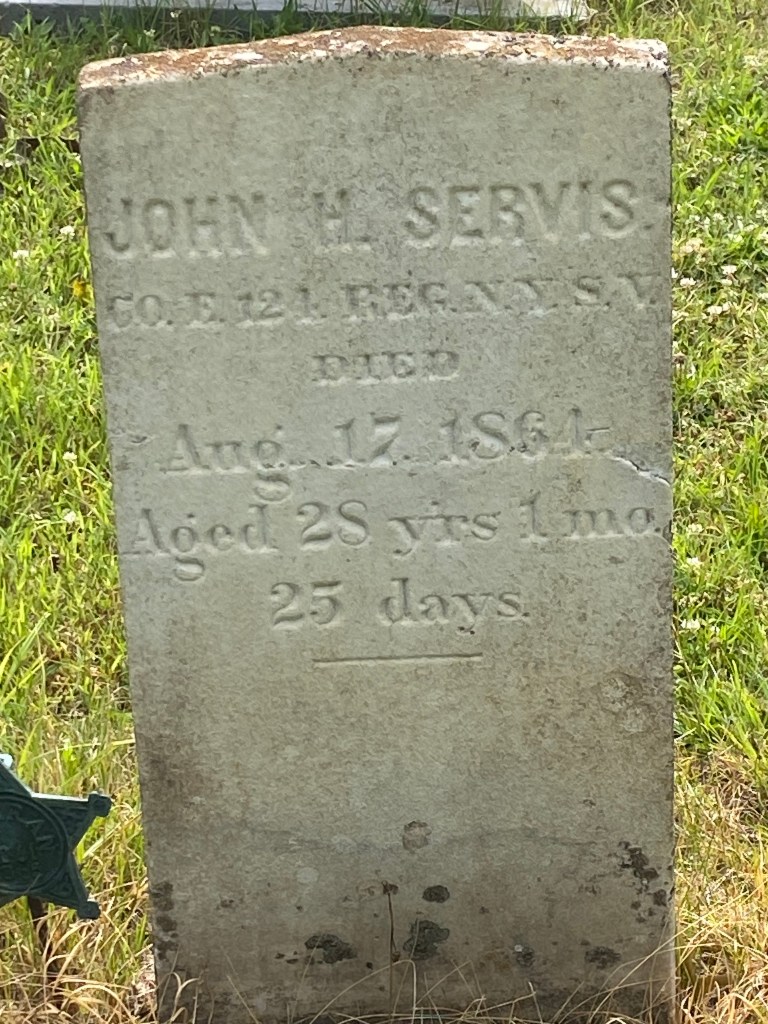 JOHN H. SERVIS.
CO. E. 121. REG. N.Y.S.V.
DIED
Aug. 17. 1864.
Aged 28 yrs 1 mo.
25 days.